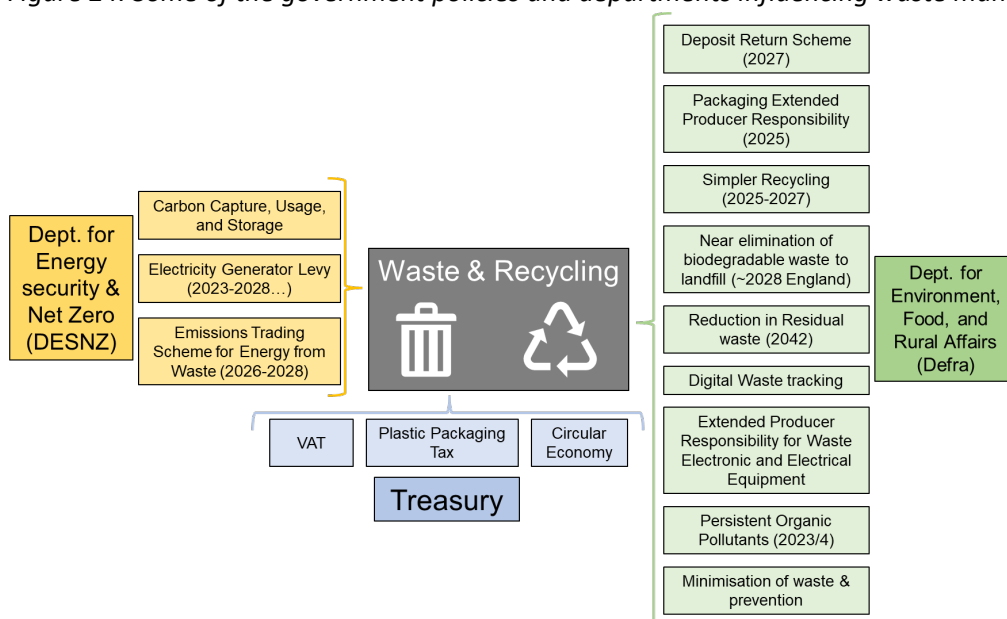 Figure Some of the government policies and departments influencing waste
Deposit Return Scheme
(2027)
Packaging Extended
Producer Responsibility
(2025)
Simpler Recycling
(2025-2027)
Near elimination of
biodegradable waste to
landfill (~2028 England)
Reduction in Residual
waste (2042)
Digital Waste tracking
Extended Producer
Responsibility for Waste
Electronic and Electrical
Equipment
Persistent Organic
Pollutants (2023/4)
Minimisation of waste &
prevention
Dept. for
Environment,
Food, and
Rural Affairs
(Defra)
Dept. for
Energy
security &
Net Zero
(DESNZ)
Carbon Capture, Usage,
and Storage
Electricity Generator Levy
(2023-2028…)
Emissions Trading
Scheme for Energy from
Waste (2026-2028)
Waste & Recycling
VAT
Plastic Packaging
Tax
Circular
Economy
Treasury